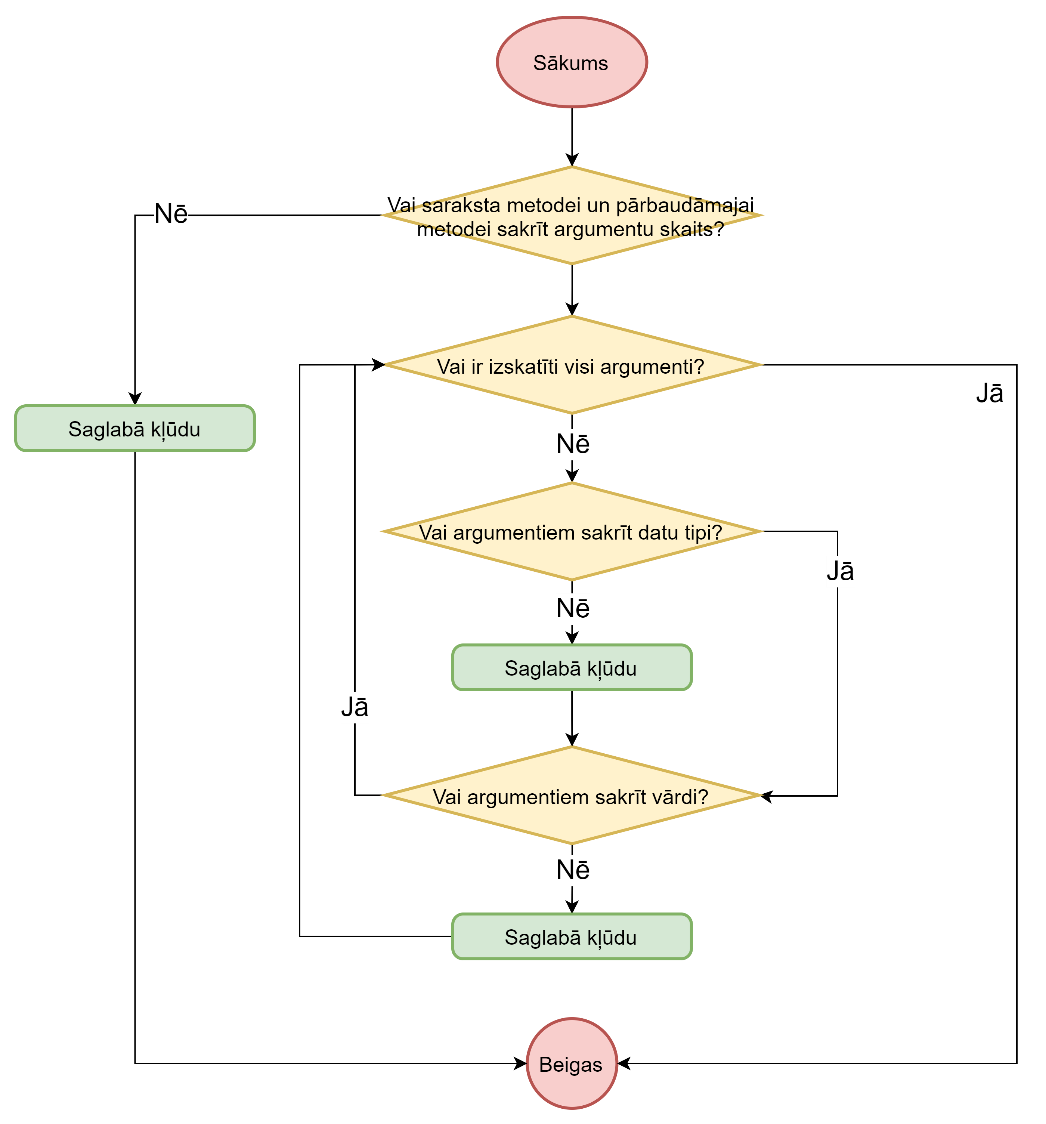 Sākums
Vai saraksta metodei un pārbaudāmajai
metodei sakrīt argumentu skaits?
Nē
Vai ir izskatīti visi argumenti?
Jā
Saglabā kļūdu
Nē
Vai argumentiem sakrīt datu tipi?
Jā
Nē
Saglabā kļūdu
Jā
Vai argumentiem sakrīt vārdi?
Nē
Saglabā kļūdu
Beigas